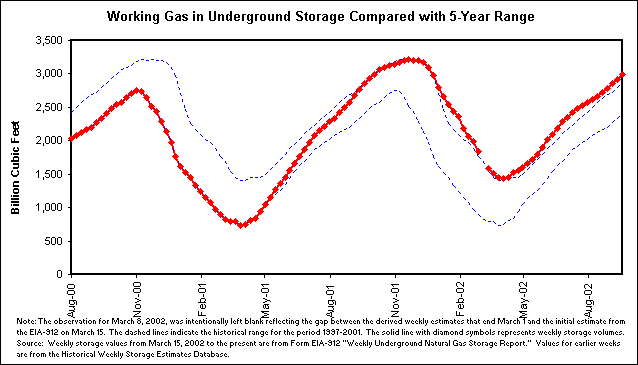 Working Gas in Underground Storage Compared with 5-Year Range
Billion Cubic Feet
3,500
3,000
2,500
2,000
1,500
1,000
500
0
Aug-00
Nov-00
Feb-01
May-01
Aug-01
Nov-01
Feb-02
May-02
Aug-02
Note: The observation for March 8, 2002, was intentionally left blank reflecting the gap between the derived weekly estimates that end March 1 and the initial estimate from
the EIA-912 on March 15. The dashed lines indicate the historical range for the period 1997-2001. The solid line with diamond symbols represents weekly storage volumes.
Source: Weekly storage values from March 15, 2002 to the present are from Form EIA-912 "Weekly Underground Natural Gas Storage Report." Values for earlier weeks
are from the Historical Weekly Storage Estimates Database.